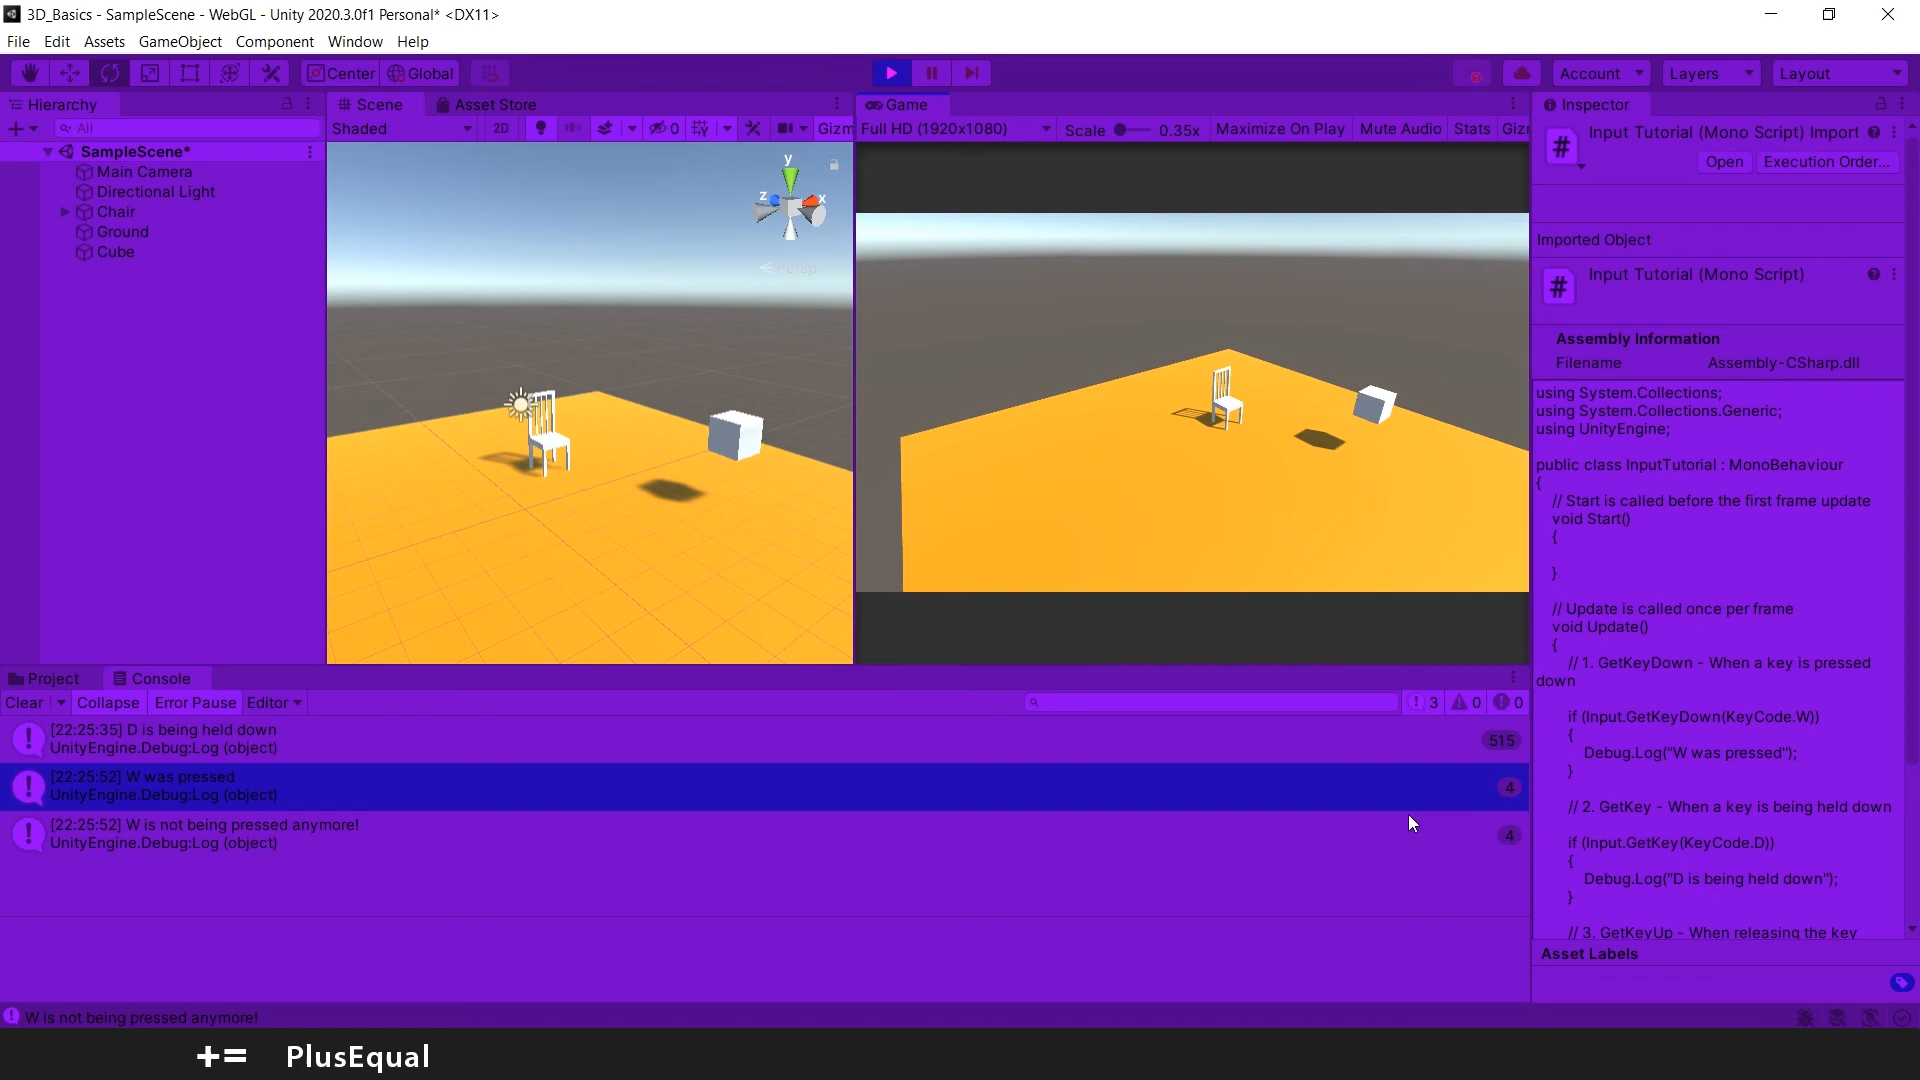 3D_Basics - SampleScene - WebGL - Unity 2020.3.0f1 Personal* <DX11>
File Edit Assets GameObject Component Window Help
Center Global Account Layers Layout
Hierarchy
All
SampleScene*
Main Camera
Directional Light
Chair
Ground
Cube
Scene Asset Store
Shaded 2D 0 Gizm
y
z x
Persp
Game
Full HD (1920x1080) Scale 0.35x Maximize On Play Mute Audio Stats Giz
Inspector
Input Tutorial (Mono Script) Import
Open Execution Order...
Imported Object
Input Tutorial (Mono Script)
Assembly Information
Filename Assembly-CSharp.dll
using System.Collections;
using System.Collections.Generic;
using UnityEngine;
public class InputTutorial : MonoBehaviour
{
// Start is called before the first frame update
void Start()
{
}
// Update is called once per frame
void Update()
{
// 1. GetKeyDown - When a key is pressed
down
if (Input.GetKeyDown(KeyCode.W))
{
Debug.Log("W was pressed");
}
// 2. GetKey - When a key is being held down
if (Input.GetKey(KeyCode.D))
{
Debug.Log("D is being held down");
}
// 3. GetKeyUp - When releasing the key
Asset Labels
Project Console
Clear Collapse Error Pause Editor 3 0 0
[22:25:35] D is being held down
UnityEngine.Debug:Log (object)
515
[22:25:52] W was pressed
UnityEngine.Debug:Log (object)
4
[22:25:52] W is not being pressed anymore!
UnityEngine.Debug:Log (object)
4
W is not being pressed anymore!
+= PlusEqual